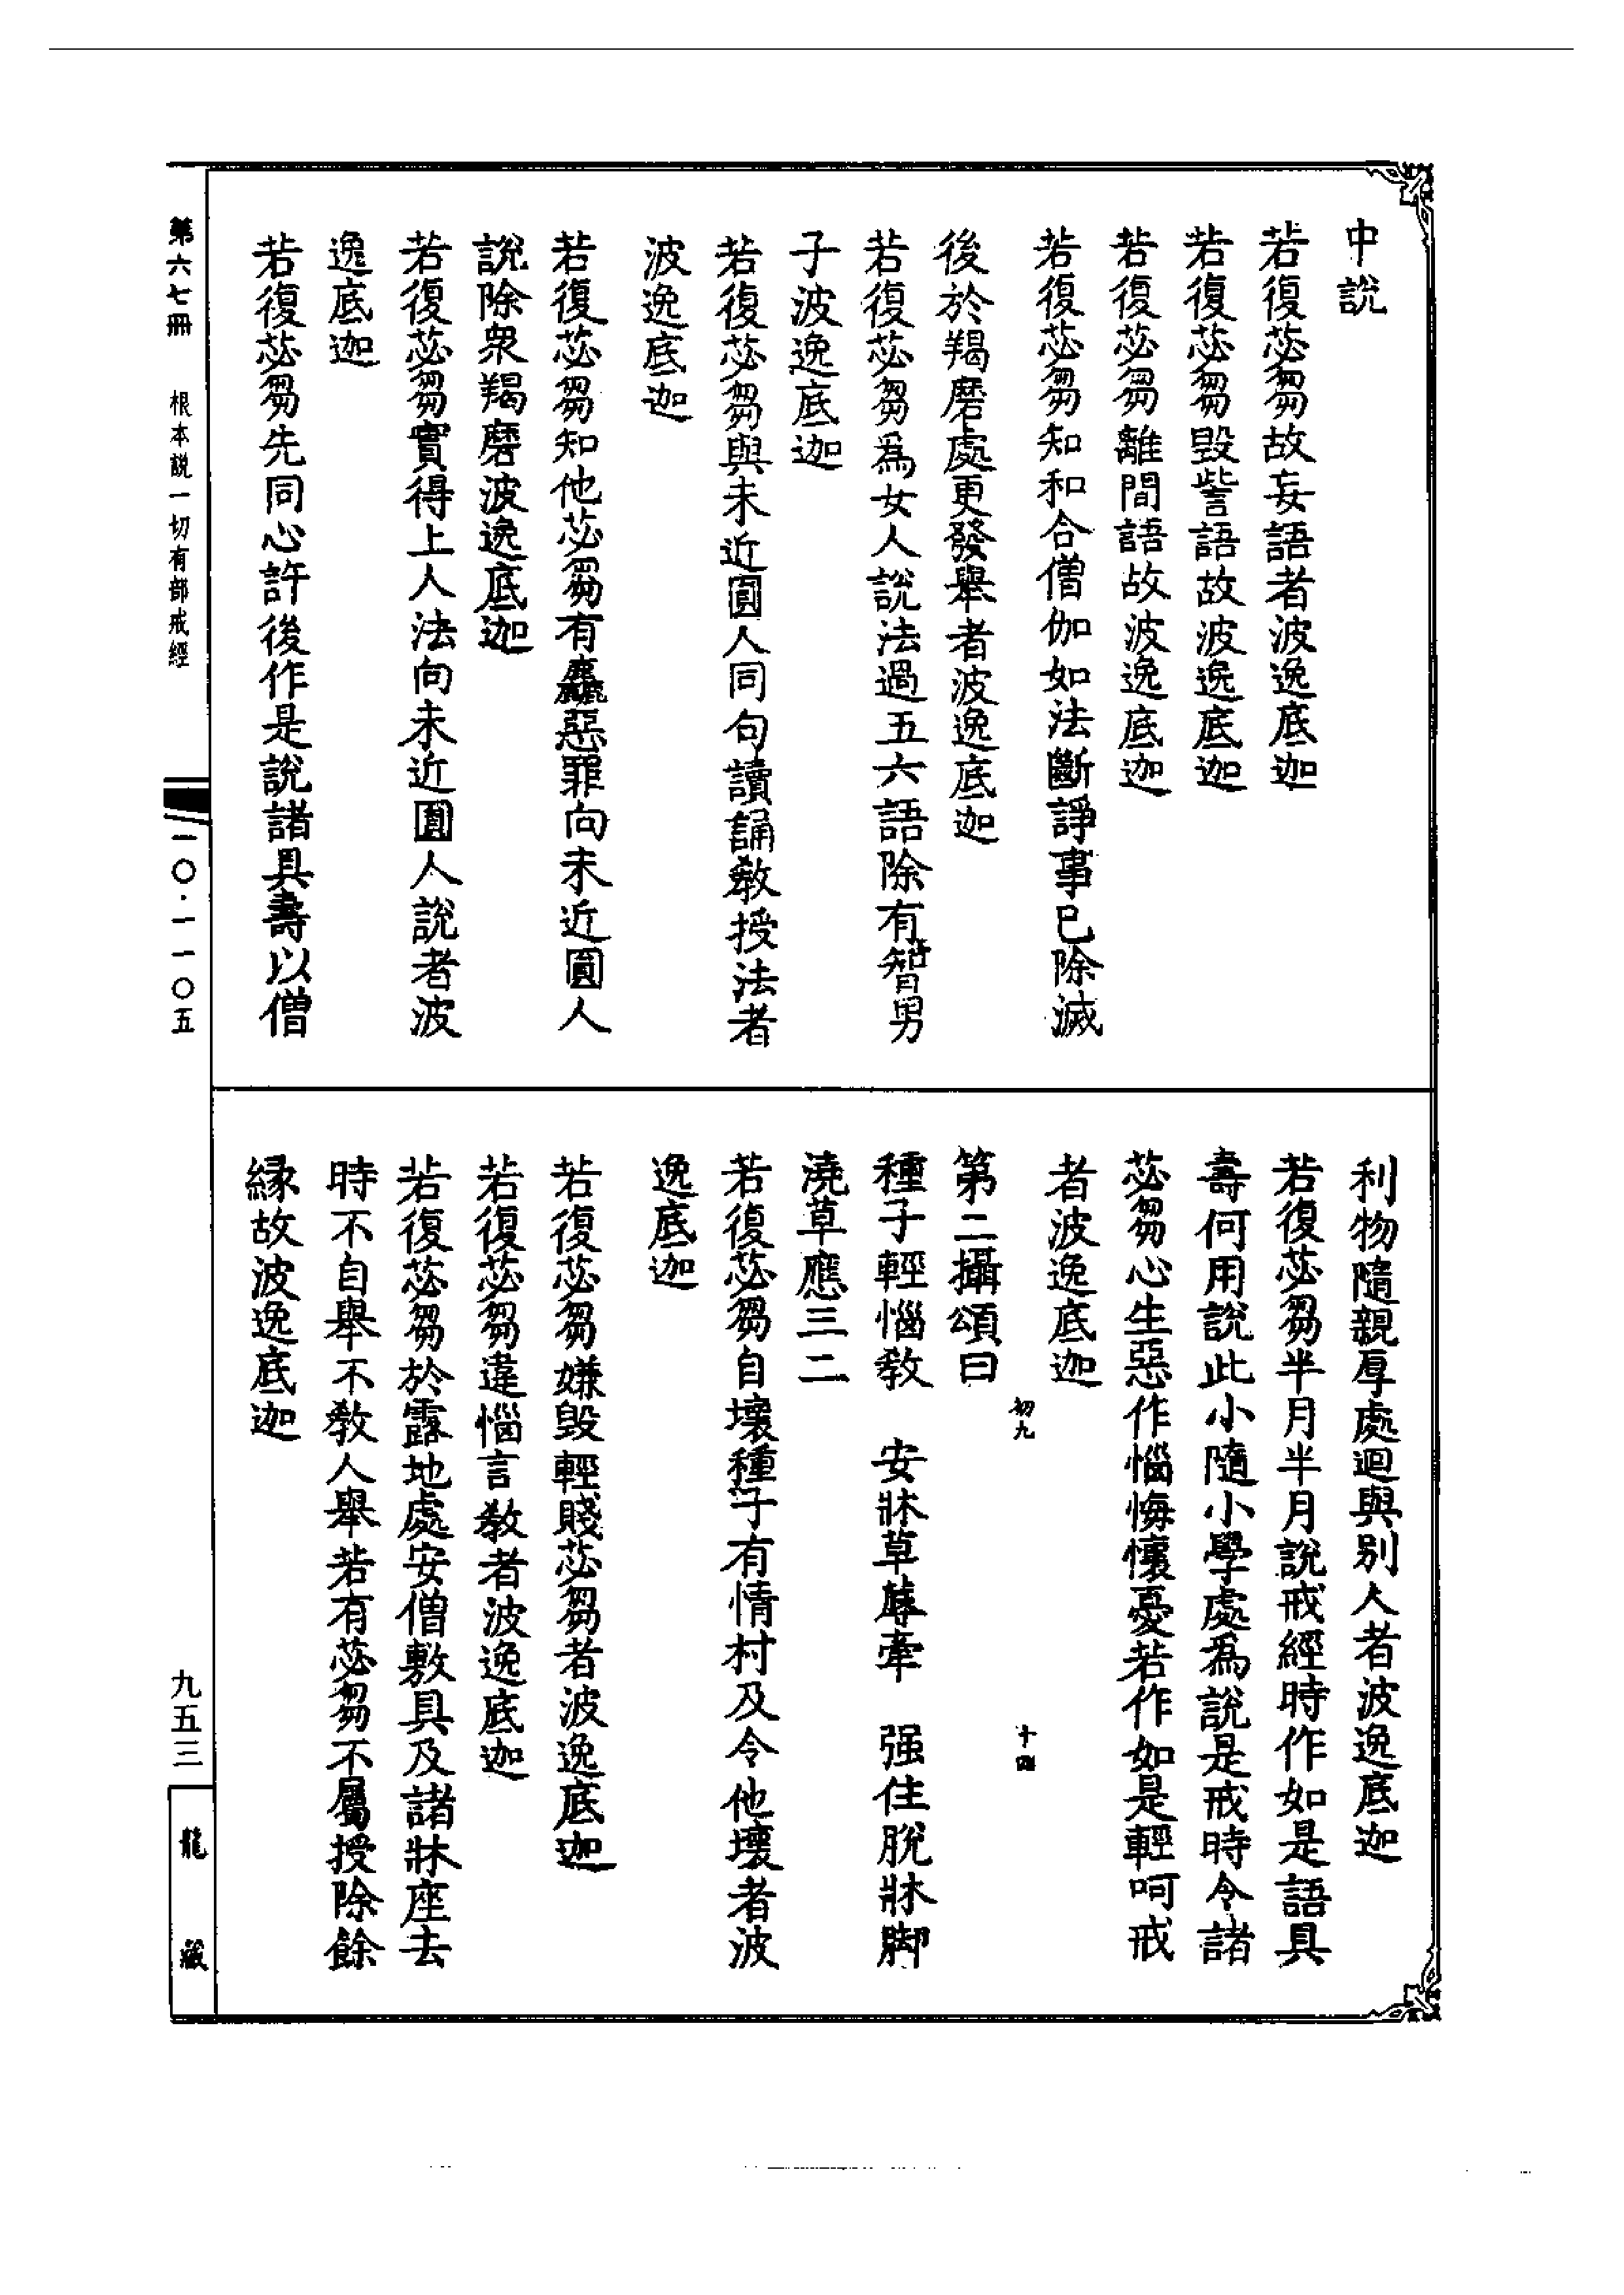 中說
若復苾芻故妄語者波逸底迦
若復苾芻毀訾語故波逸底迦
若復苾芻離間語故波逸底迦
若復苾芻知和合僧伽如法斷諍事已除滅
後於羯磨處更發舉者波逸底迦
若復苾芻為女人說法過五六語除有智男
子波逸底迦
若復苾芻與未近圓人同句讀誦教授法者
波逸底迦
若復苾芻知他苾芻有麤惡罪向未近圓人
說除眾羯磨波逸底迦
若復苾芻實得上人法向未近圓人說者波
逸底迦
若復苾芻先同心許後作是說諸具壽以僧
利物隨親厚處迴與別人者波逸底迦
若復苾芻半月半月說戒經時作如是語具
壽何用說此小隨小學處為說是戒時令諸
苾芻心生惡作惱悔懷憂若作如是輕呵戒
者波逸底迦
初九
十四
第二攝頌曰
種子輕惱教 安牀草蓐牽 强住脫牀脚
澆草應三二
若復苾芻自壞種子有情村及令他壞者波
逸底迦
若復苾芻嫌毀輕賤苾芻者波逸底迦
若復苾芻違惱言教者波逸底迦
若復苾芻於露地處安僧敷具及諸牀座去
時不自舉不教人舉若有苾芻不囑授除餘
緣故波逸底迦
第六七冊 根本說一切有部戒經
一〇·一一〇五
九五三
龍藏